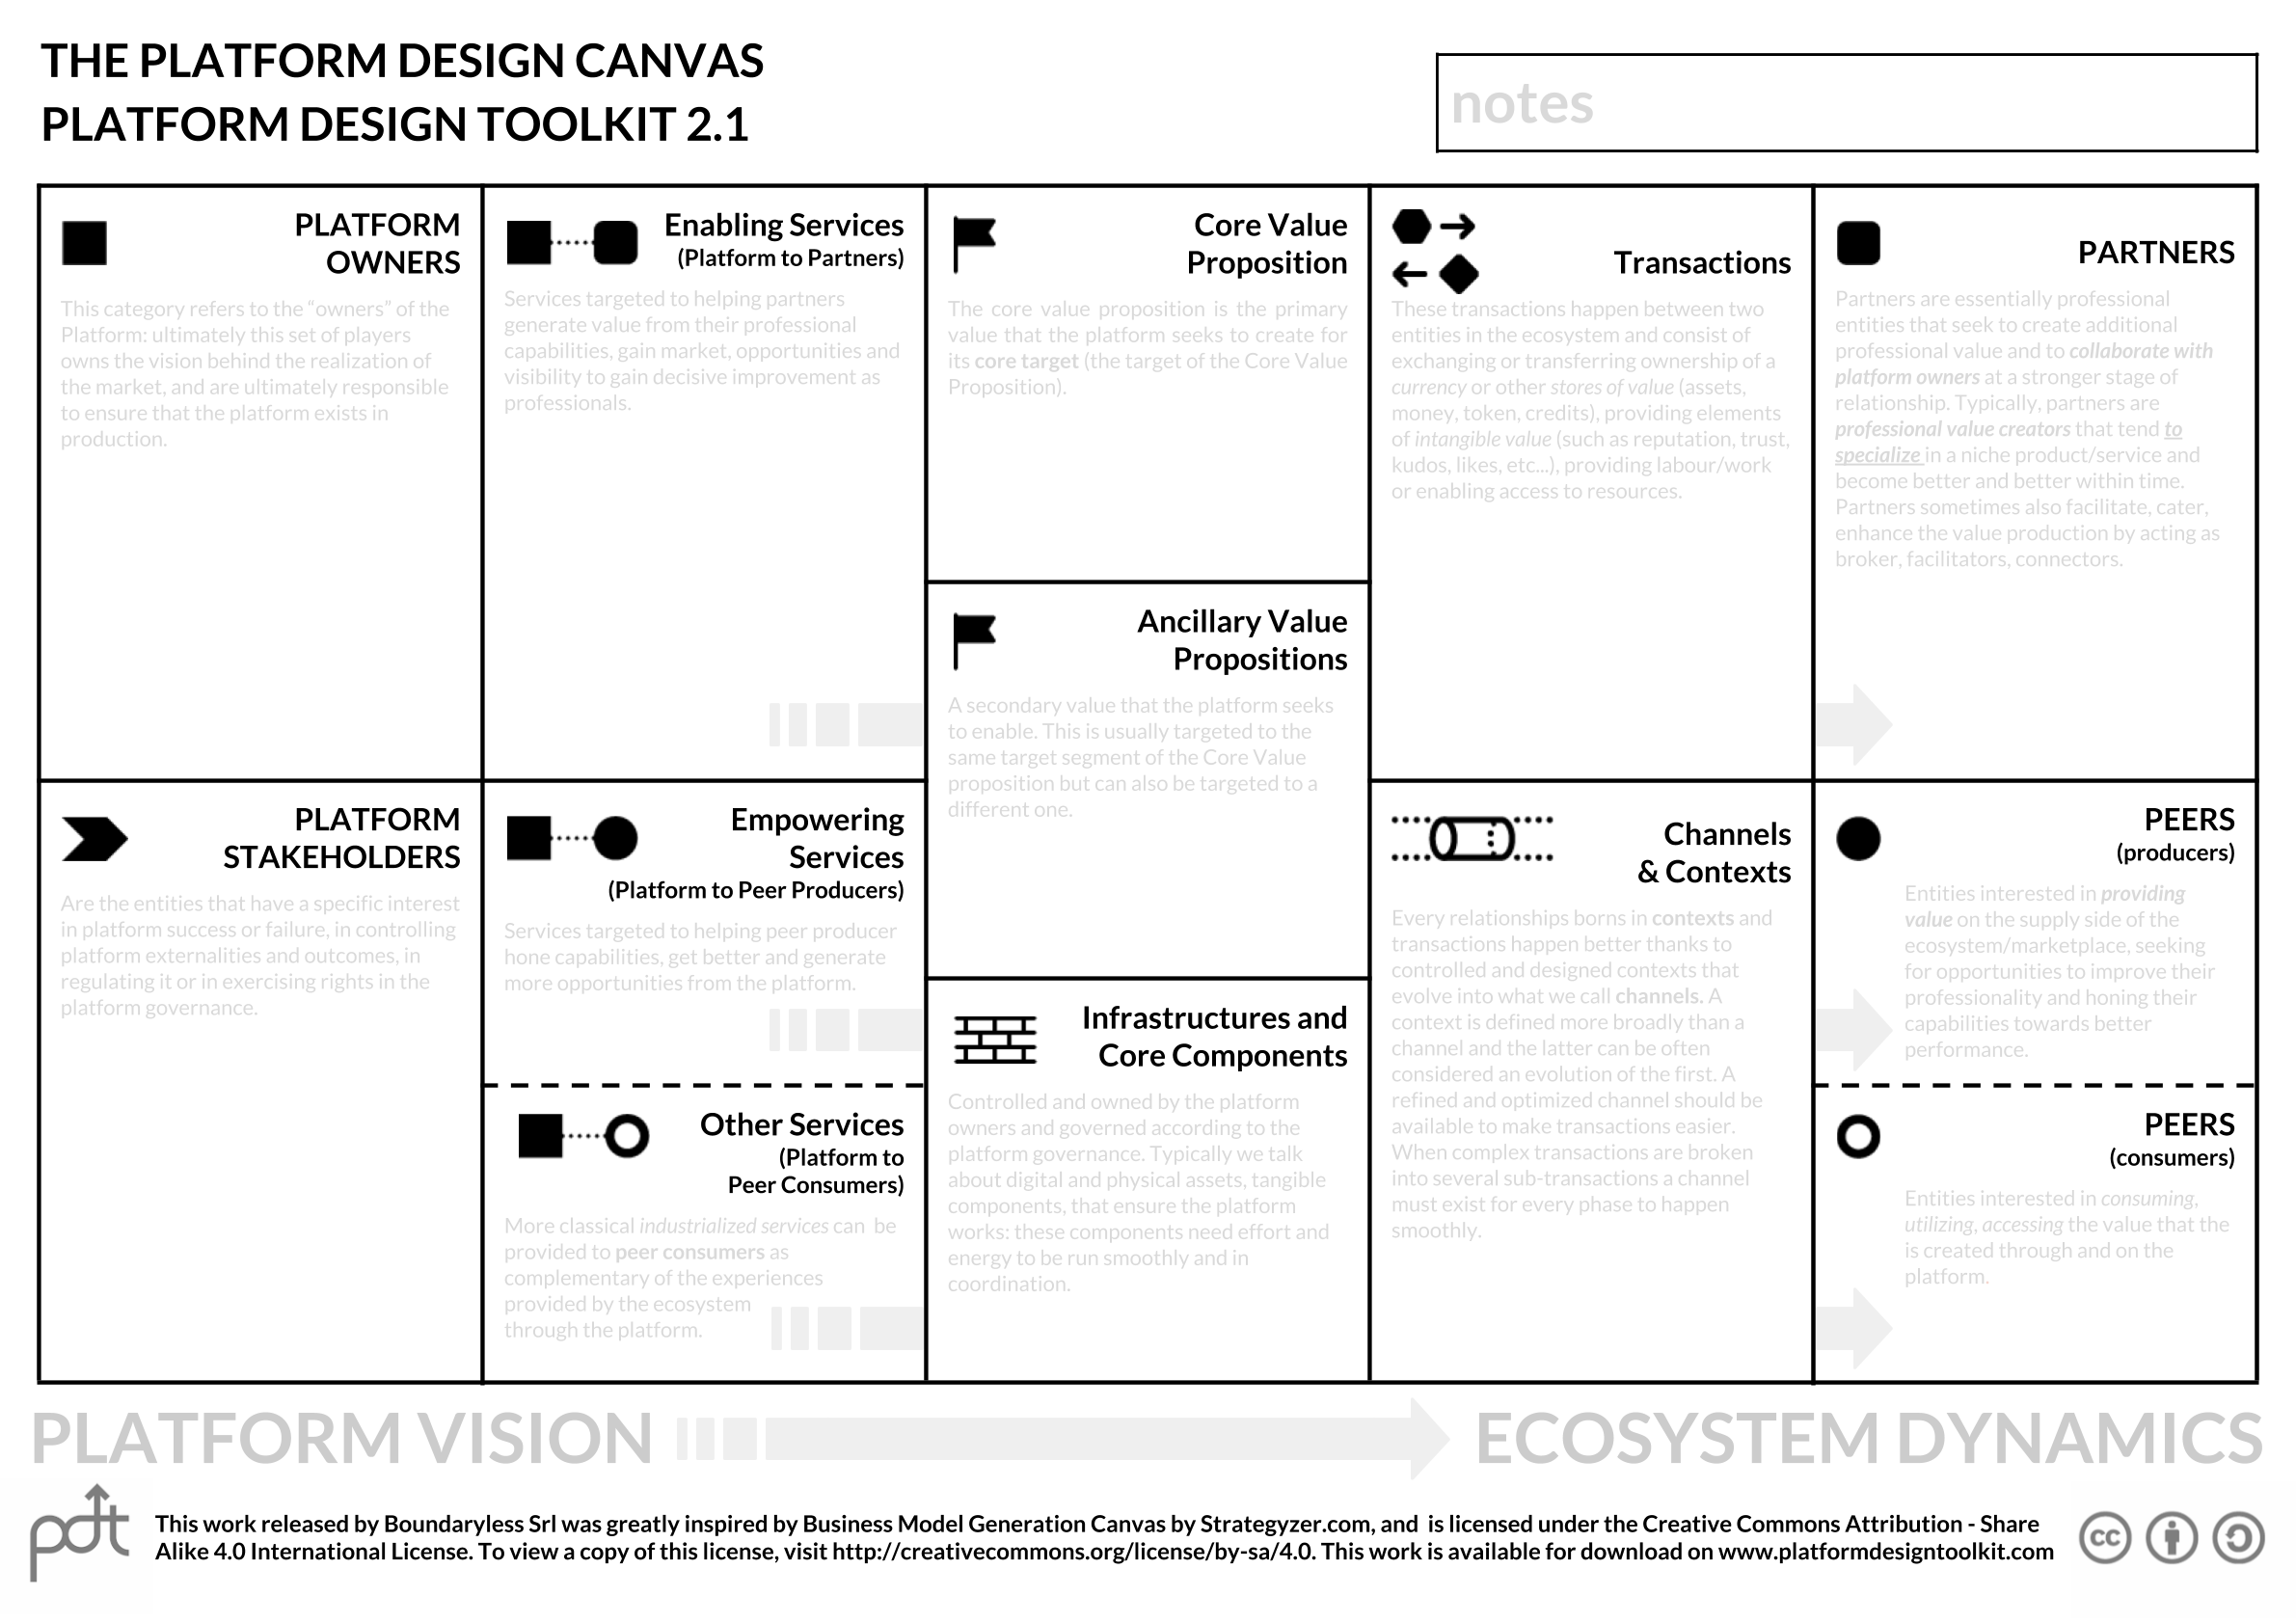 THE PLATFORM DESIGN CANVAS
PLATFORM DESIGN TOOLKIT 2.1
notes
PLATFORM
OWNERS
This category refers to the “owners” of the
Platform: ultimately this set of players
owns the vision behind the realization of
the market, and are ultimately responsible
to ensure that the platform exists in
production.
Enabling Services
(Platform to Partners)
Services targeted to helping partners
generate value from their professional
capabilities, gain market, opportunities and
visibility to gain decisive improvement as
professionals.
Core Value
Proposition
The core value proposition is the primary
value that the platform seeks to create for
its core target (the target of the Core Value
Proposition).
Transactions
These transactions happen between two
entities in the ecosystem and consist of
exchanging or transferring ownership of a
currency or other stores of value (assets,
money, token, credits), providing elements
of intangible value (such as reputation, trust,
kudos, likes, etc...), providing labour/work
or enabling access to resources.
PARTNERS
Partners are essentially professional
entities that seek to create additional
professional value and to collaborate with
platform owners at a stronger stage of
relationship. Typically, partners are
professional value creators that tend to
specialize in a niche product/service and
become better and better within time.
Partners sometimes also facilitate, cater,
enhance the value production by acting as
broker, facilitators, connectors.
Ancillary Value
Propositions
A secondary value that the platform seeks
to enable. This is usually targeted to the
same target segment of the Core Value
proposition but can also be targeted to a
different one.
PLATFORM
STAKEHOLDERS
Are the entities that have a specific interest
in platform success or failure, in controlling
platform externalities and outcomes, in
regulating it or in exercising rights in the
platform governance.
Empowering
Services
(Platform to Peer Producers)
Services targeted to helping peer producer
hone capabilities, get better and generate
more opportunities from the platform.
Other Services
(Platform to
Peer Consumers)
More classical industrialized services can be
provided to peer consumers as
complementary of the experiences
provided by the ecosystem
through the platform.
Infrastructures and
Core Components
Controlled and owned by the platform
owners and governed according to the
platform governance. Typically we talk
about digital and physical assets, tangible
components, that ensure the platform
works: these components need effort and
energy to be run smoothly and in
coordination.
Channels
& Contexts
Every relationships borns in contexts and
transactions happen better thanks to
controlled and designed contexts that
evolve into what we call channels. A
context is defined more broadly than a
channel and the latter can be often
considered an evolution of the first. A
refined and optimized channel should be
available to make transactions easier.
When complex transactions are broken
into several sub-transactions a channel
must exist for every phase to happen
smoothly.
PEERS
(producers)
Entities interested in providing
value on the supply side of the
ecosystem/marketplace, seeking
for opportunities to improve their
professionality and honing their
capabilities towards better
performance.
PEERS
(consumers)
Entities interested in consuming,
utilizing, accessing the value that the
is created through and on the
platform.
PLATFORM VISION
ECOSYSTEM DYNAMICS
pdt
This work released by Boundaryless Srl was greatly inspired by Business Model Generation Canvas by Strategyzer.com, and is licensed under the Creative Commons Attribution - Share
Alike 4.0 International License. To view a copy of this license, visit http://creativecommons.org/license/by-sa/4.0. This work is available for download on www.platformdesigntoolkit.com
cc